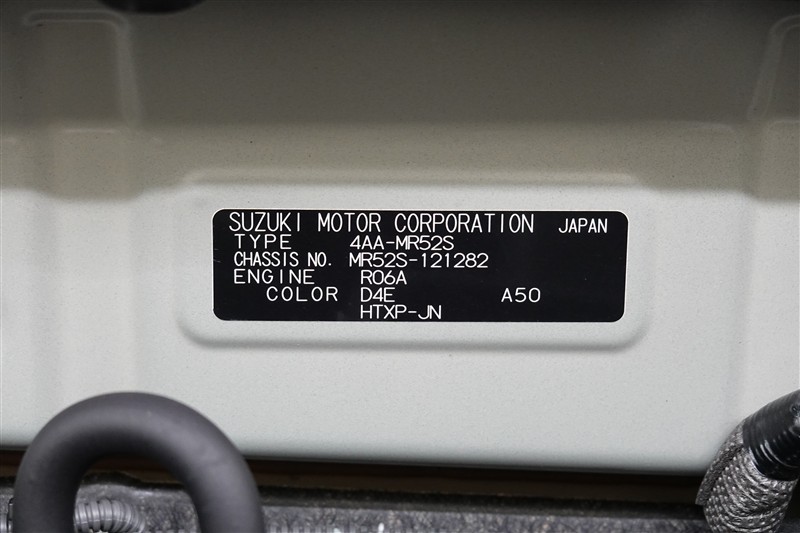 SUZUKI MOTOR CORPORATION JAPAN
TYPE 4AA-MR52S
CHASSIS NO. MR52S-121282
ENGINE R06A
COLOR D4E A50
HTXP-JN